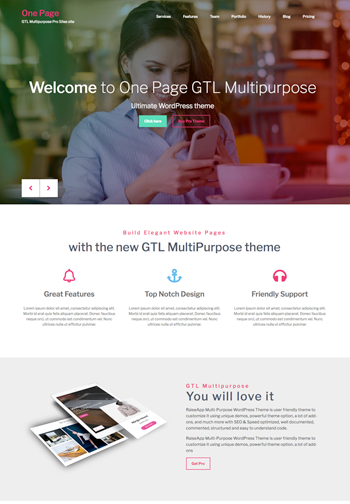 One Page
GTL Multipurpose Pro Sites site
Services Features Team Portfolio History Blog Pricing
Welcome to One Page GTL Multipurpose
Ultimate WordPress theme
Click here
Buy Pro Theme
Build Elegant Website Pages
with the new GTL MultiPurpose theme
Great Features
Top Notch Design
Friendly Support
Lorem ipsum dolor sit amet, consectetur adipiscing elit.
Morbi et erat quis felis aliquam placerat. Donec faucibus
neque orci, ut commodo est condimentum vel. Nunc
ultrices nulla ut efficitur pulvinar.
Lorem ipsum dolor sit amet, consectetur adipiscing elit.
Morbi et erat quis felis aliquam placerat. Donec faucibus
neque orci, ut commodo est condimentum vel. Nunc
ultrices nulla ut efficitur pulvinar.
Lorem ipsum dolor sit amet, consectetur adipiscing elit.
Morbi et erat quis felis aliquam placerat. Donec faucibus
neque orci, ut commodo est condimentum vel. Nunc
ultrices nulla ut efficitur pulvinar.
GTL Multipurpose
You will love it
RaiseApp Multi-Purpose WordPress Theme is user friendly theme to
customise it using unique demos, powerful theme option, a lot of add-
ons, and much more with SEO & Speed optimized, well documented,
commented, structured and easy to understand code.
RaiseApp Multi-Purpose WordPress Theme is user friendly theme to
customise it using unique demos, powerful theme option, a lot of
add-ons.
Get Pro